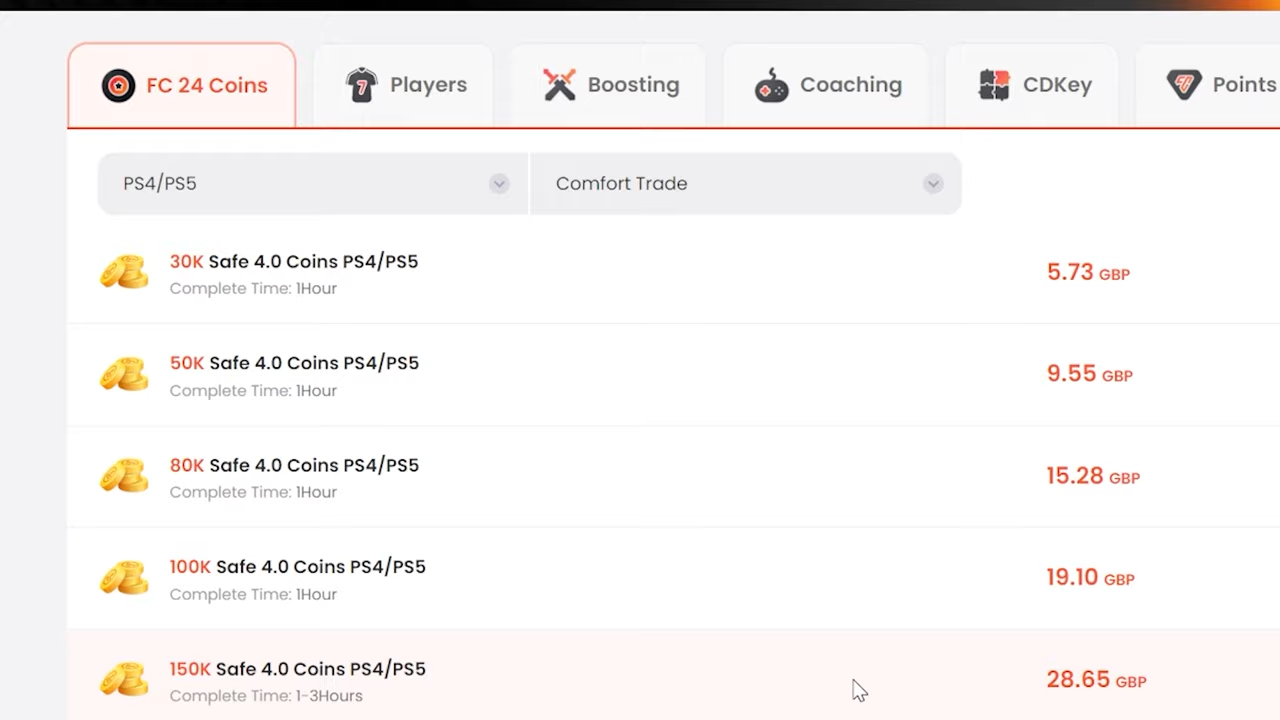 FC 24 Coins
7 Players
Boosting
Coaching
CDKey
Points
PS4/PS5
Comfort Trade
30K Safe 4.0 Coins PS4/PS5
Complete Time: 1Hour
5.73 GBP
50K Safe 4.0 Coins PS4/PS5
Complete Time: 1Hour
9.55 GBP
80K Safe 4.0 Coins PS4/PS5
Complete Time: 1Hour
15.28 GBP
100K Safe 4.0 Coins PS4/PS5
Complete Time: 1Hour
19.10 GBP
150K Safe 4.0 Coins PS4/PS5
Complete Time: 1-3Hours
28.65 GBP